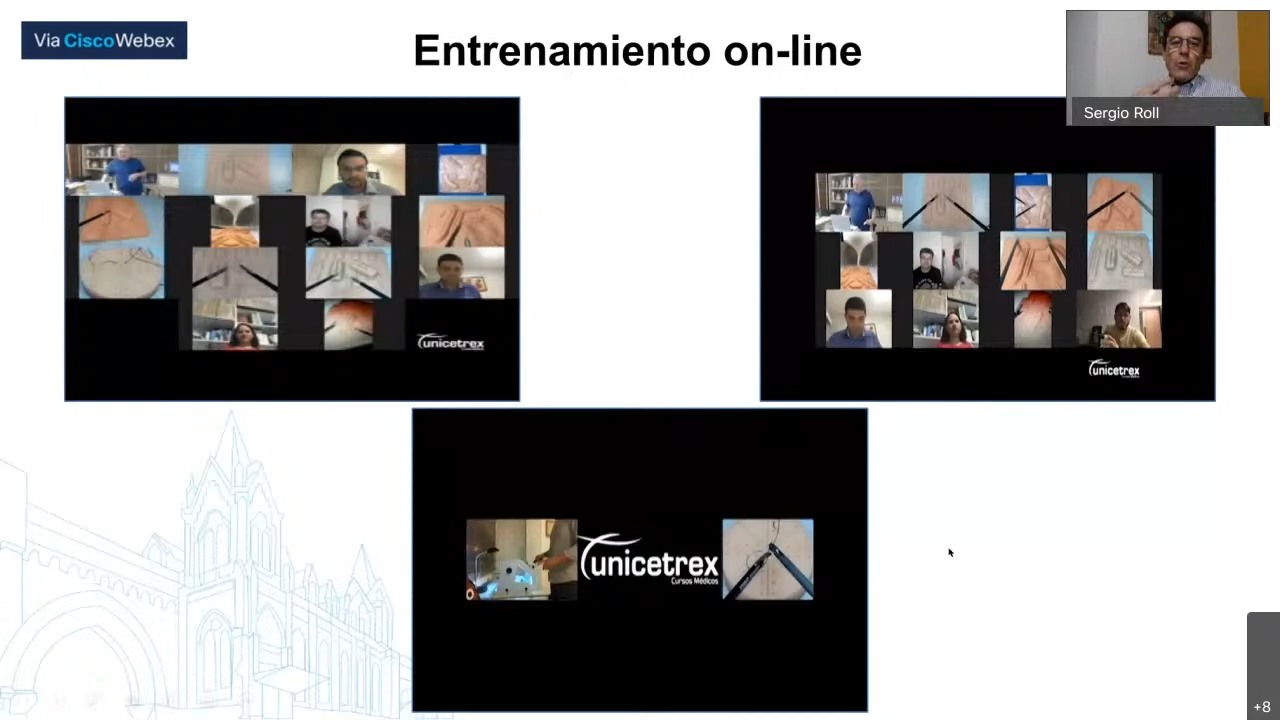 Via CiscoWebex
Entrenamiento on-line
Sergio Roll
unicetrex
unicetrex
unicetrex
Cursos Médicos
+8